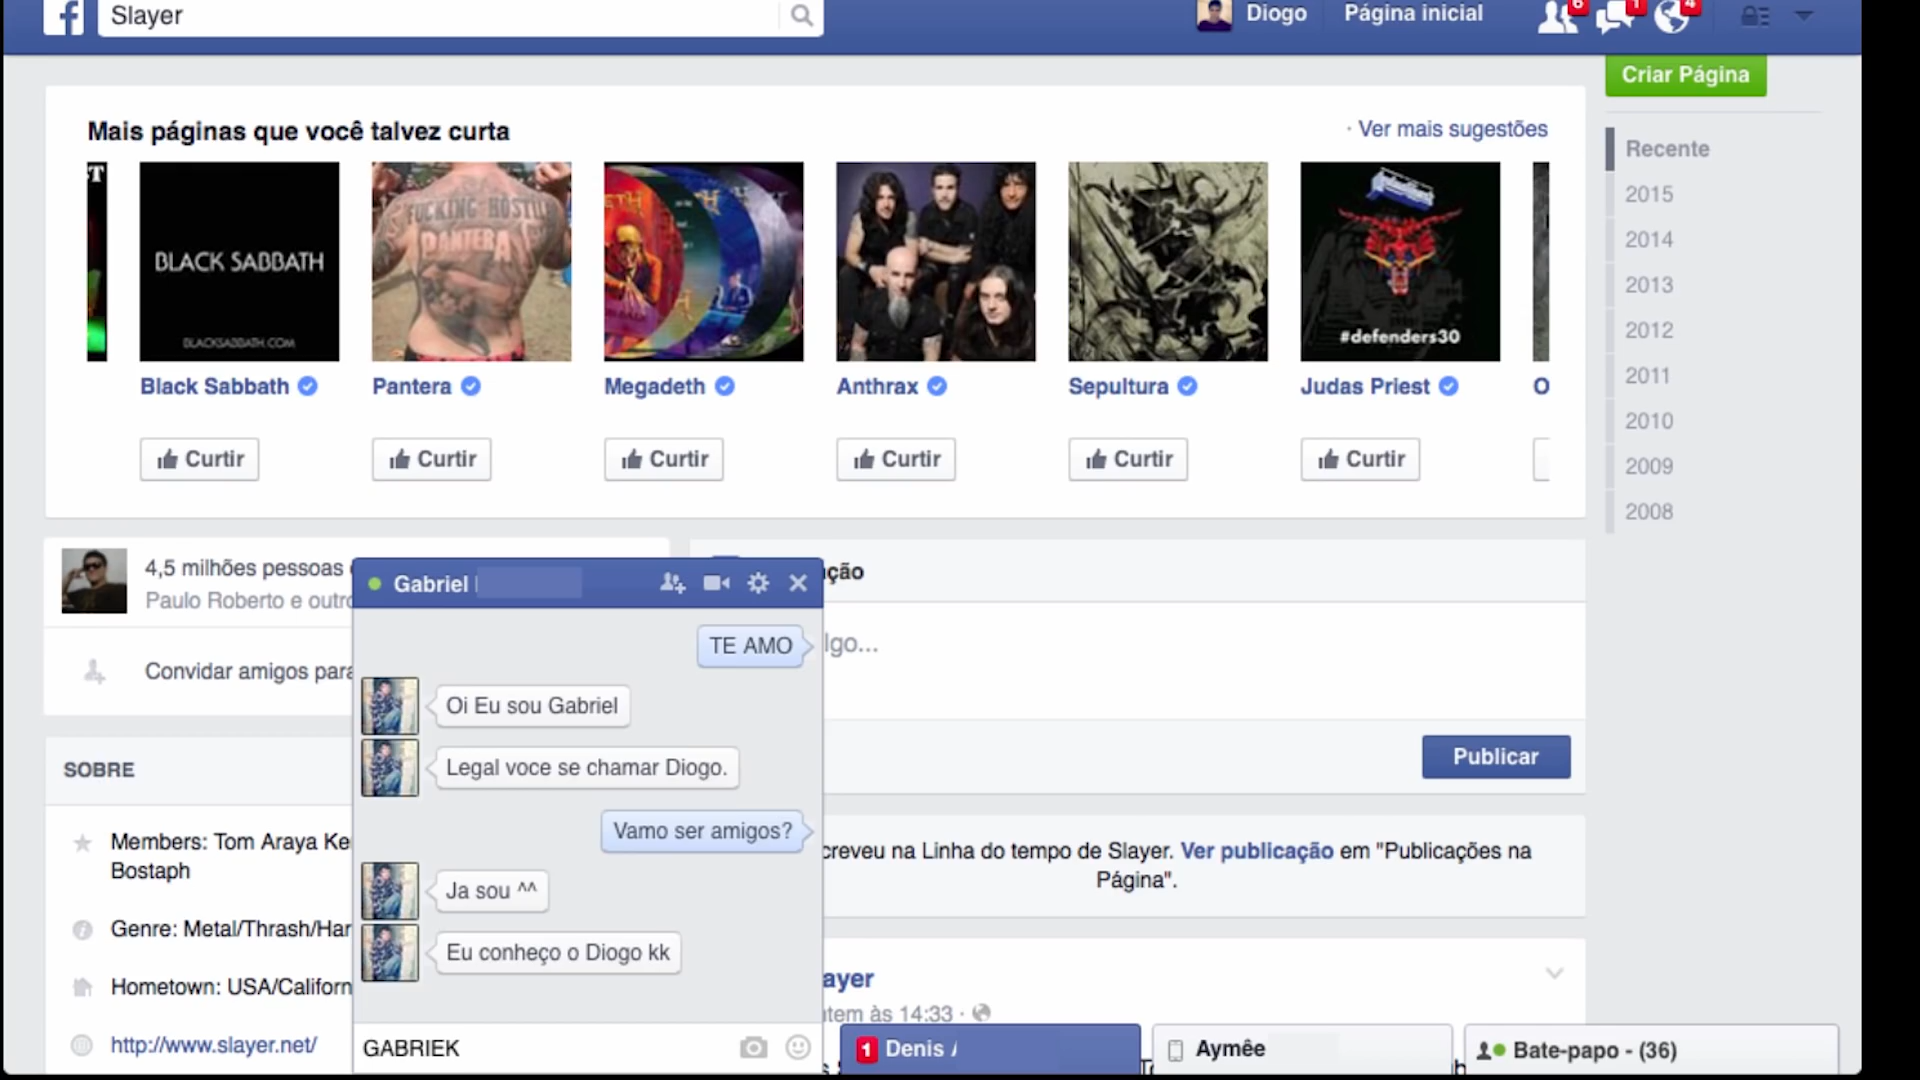 Slayer
Diogo
Página inicial
6
1
4
Criar Página
Mais páginas que você talvez curta
· Ver mais sugestões
Recente
2015
2014
2013
2012
2011
2010
2009
2008
BLACK SABBATH
BLACKSABBATH.COM
FUCKING HOSTILE
PANTERA
#defenders30
Black Sabbath
Pantera
Megadeth
Anthrax
Sepultura
Judas Priest
O
Curtir
Curtir
Curtir
Curtir
Curtir
Curtir
4,5 milhões pessoas
Paulo Roberto e outro
Convidar amigos para
SOBRE
Members: Tom Araya Ke
Bostaph
Genre: Metal/Thrash/Har
Hometown: USA/Californ
http://www.slayer.net/
Gabriel
TE AMO
Oi Eu sou Gabriel
Legal voce se chamar Diogo.
Vamo ser amigos?
Ja sou ^^
Eu conheço o Diogo kk
GABRIEK
ção
lgo...
Publicar
creveu na Linha do tempo de Slayer. Ver publicação em "Publicações na
Página".
ayer
ntem às 14:33 ·
1 Denis
Aymêe
Bate-papo - (36)